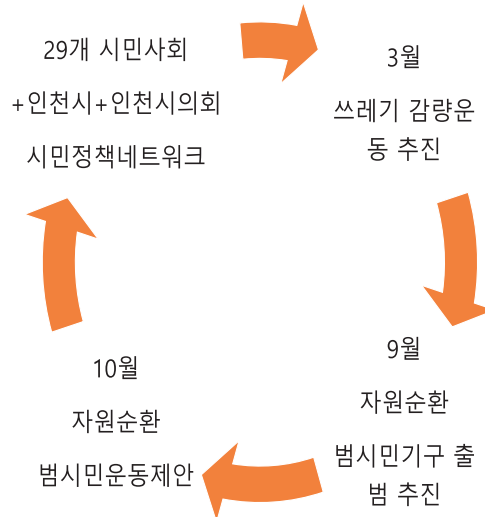 29개 시민사회
+인천시+인천시의회
시민정책네트워크
3월
쓰레기 감량운
동 추진
9월
자원순환
범시민기구 출
범 추진
10월
자원순환
범시민운동제안